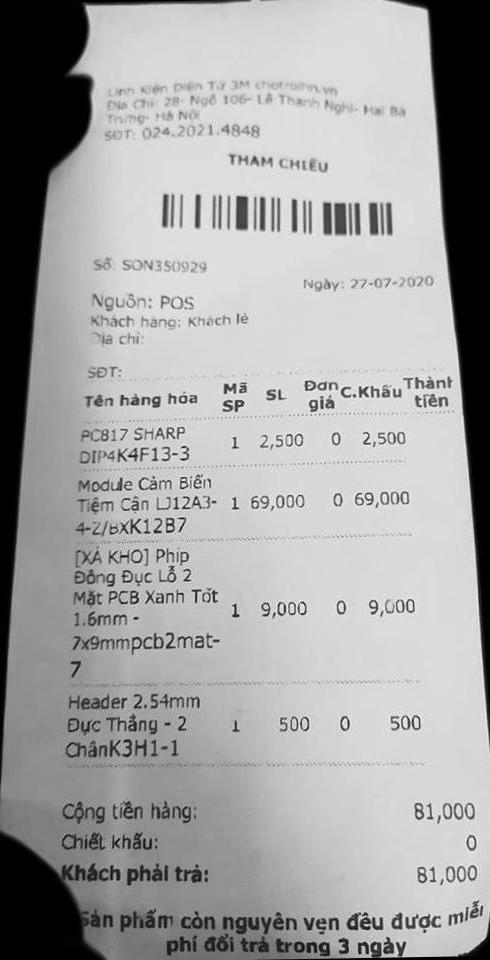 Linh Kiện Điện Tử 3M chotroihn.vn
Địa Chỉ: 28- Ngõ 106- Lê Thanh Nghị- Hai Bà
Trưng- Hà Nội
SĐT: 024.2021.4848
THAM CHIẾU
Số: SON350929
Ngày: 27-07-2020
Nguồn: POS
Khách hàng: Khách lẻ
Địa chỉ:
SĐT:
Tên hàng hóa Mã SP SL Đơn giá C.Khấu Thành tiền
PC817 SHARP
DIP4K4F13-3 1 2,500 0 2,500
Module Cảm Biến
Tiệm Cận LJ12A3- 1 69,000 0 69,000
4-Z/BXK12B7
[XẢ KHO] Phíp
Đồng Đục Lỗ 2
Mặt PCB Xanh Tốt
1.6mm - 1 9,000 0 9,000
7x9mmpcb2mat-
7
Header 2.54mm
Đực Thẳng - 2 1 500 0 500
ChânK3H1-1
Cộng tiền hàng: 81,000
Chiết khấu: 0
Khách phải trả: 81,000
Sản phẩm còn nguyên vẹn đều được miễn
phí đổi trả trong 3 ngày